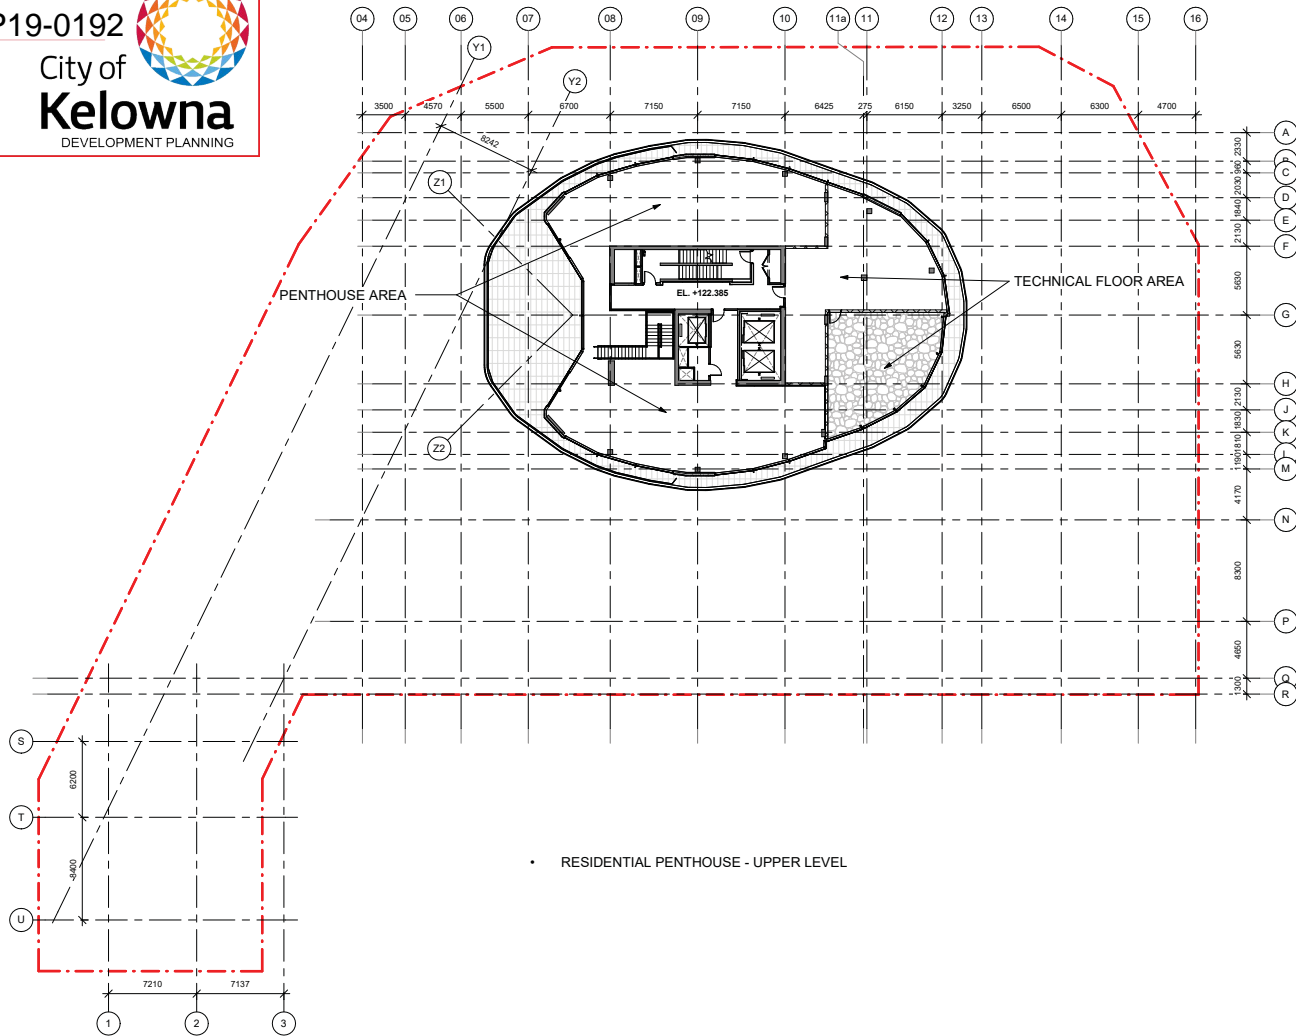 P19-0192
City of
Kelowna
DEVELOPMENT PLANNING
04 05 06 07 08 09 10 11a 11 12 13 14 15 16
Y1
Y2
3500 4570 5500 6700 7150 7150 6425 275 6150 3250 6500 6300 4700
8242
Z1
Z2
A
C
D
E
F
G
H
J
K
M
N
P
Q
R
2330
960
2030
1840
2130
5630
5630
2130
1830
1810
1190
4170
8300
4650
1300
PENTHOUSE AREA
EL. +122.385
TECHNICAL FLOOR AREA
S
T
U
6200
8400
• RESIDENTIAL PENTHOUSE - UPPER LEVEL
7210 7137
1 2 3